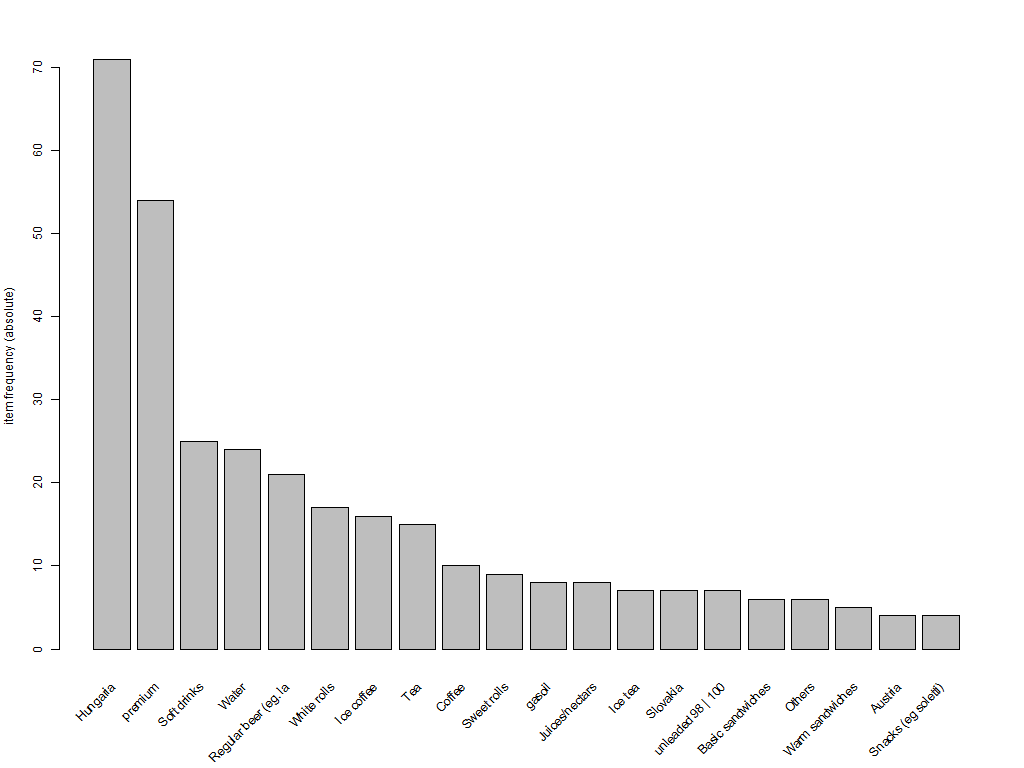 item frequency (absolute)
70
60
50
40
30
20
10
0
Hungaria
premium
Soft drinks
Water
Regular beer (eg. la
White rolls
Ice coffee
Tea
Coffee
Sweet rolls
gasoil
Juices/nectars
Ice tea
Slovakia
unleaded 98 | 100
Basic sandwiches
Others
Warm sandwiches
Austria
Snacks (eg soletti)